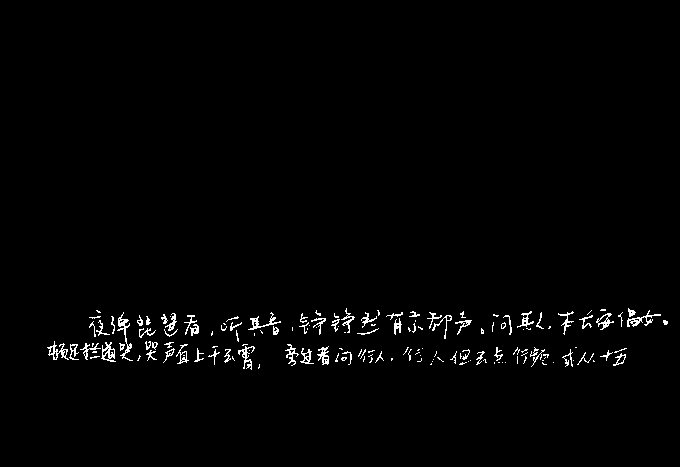 夜弹琵琶者,听其音,铮铮然有京都声。问其人,本长安倡女。
顿足拦道哭,哭声直上干云霄,旁过者问行人,行人但云点行频,或从十五